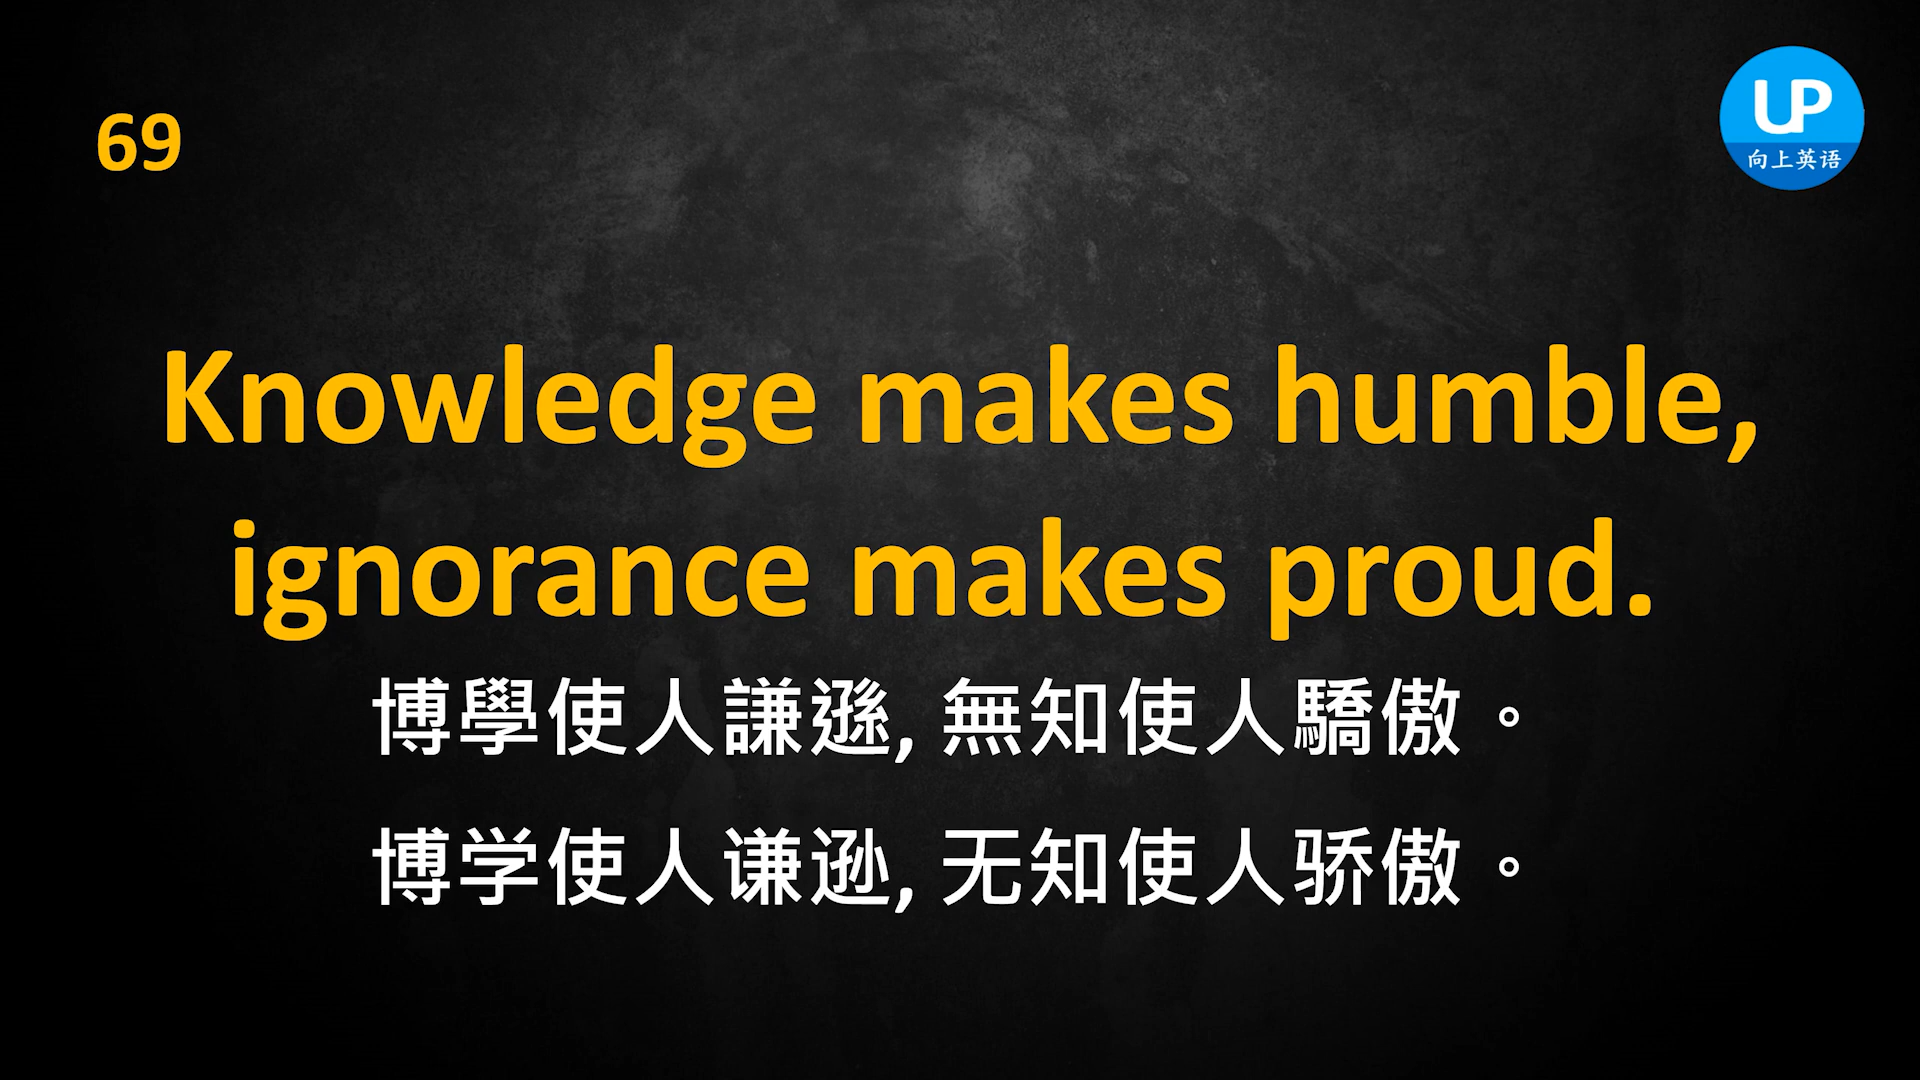 69
UP
向上英语
Knowledge makes humble,
ignorance makes proud.
博學使人謙遜, 無知使人驕傲。
博学使人谦逊, 无知使人骄傲。